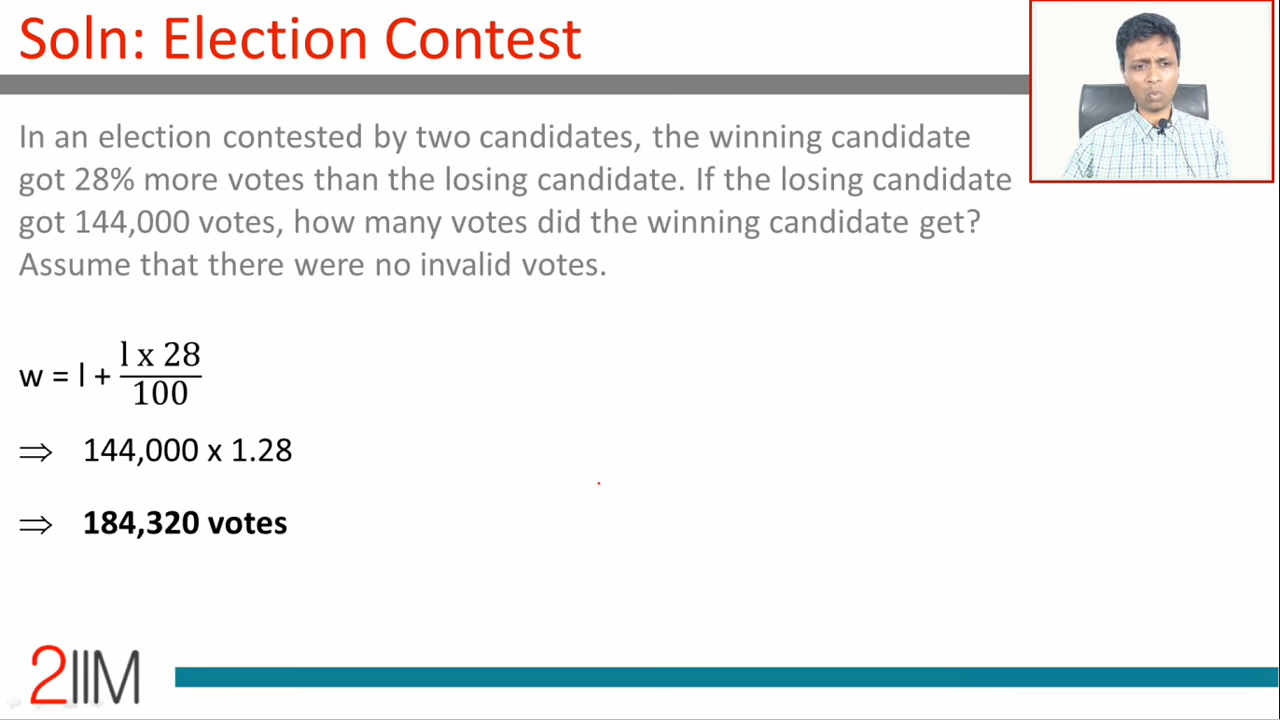 Soln: Election Contest
In an election contested by two candidates, the winning candidate
got 28% more votes than the losing candidate. If the losing candidate
got 144,000 votes, how many votes did the winning candidate get?
Assume that there were no invalid votes.
w = l + l x 28
100
⇒ 144,000 x 1.28
⇒ 184,320 votes
2IIM